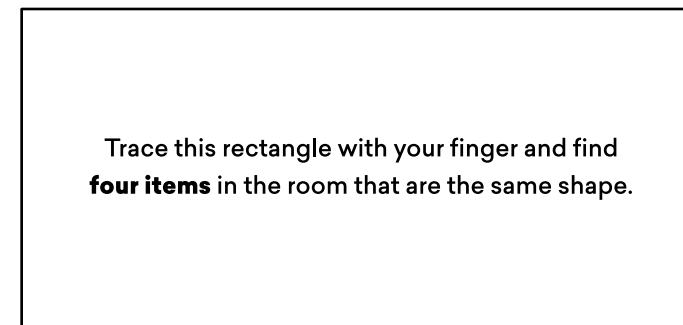 Trace this rectangle with your finger and find
four items in the room that are the same shape.